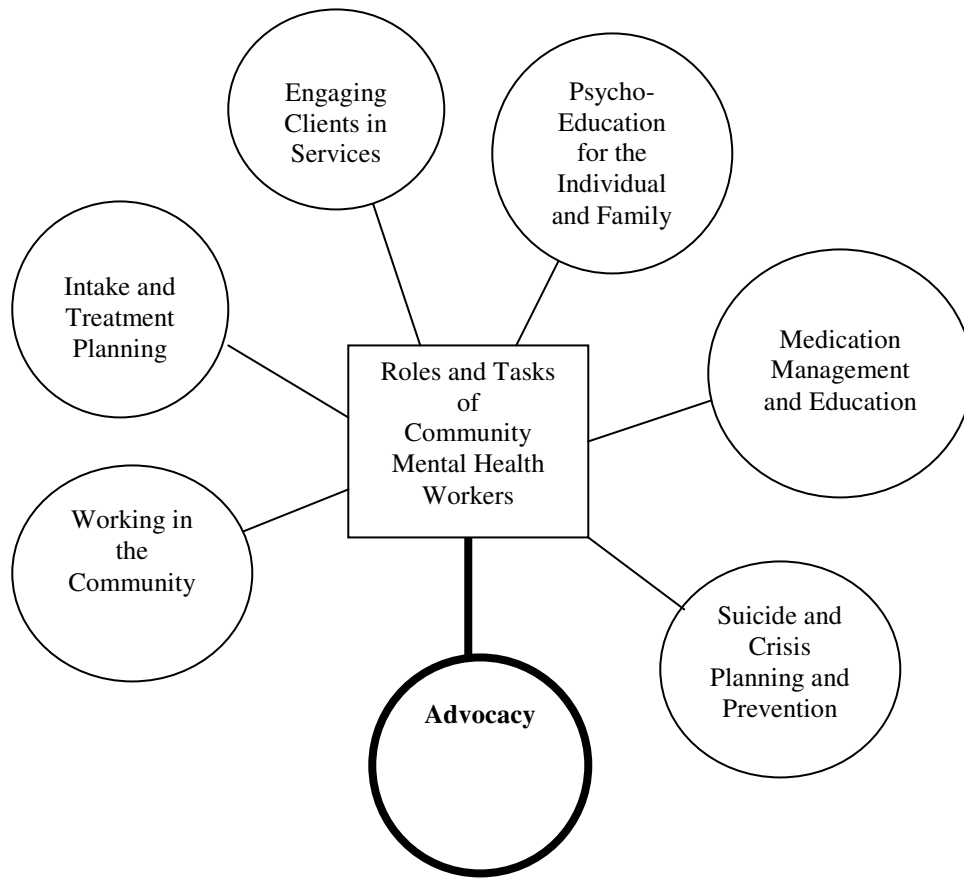 Engaging
Clients in
Services
Psycho-
Education
for the
Individual
and Family
Intake and
Treatment
Planning
Medication
Management
and Education
Roles and Tasks
of
Community
Mental Health
Workers
Working in
the
Community
Suicide and
Crisis
Planning and
Prevention
Advocacy